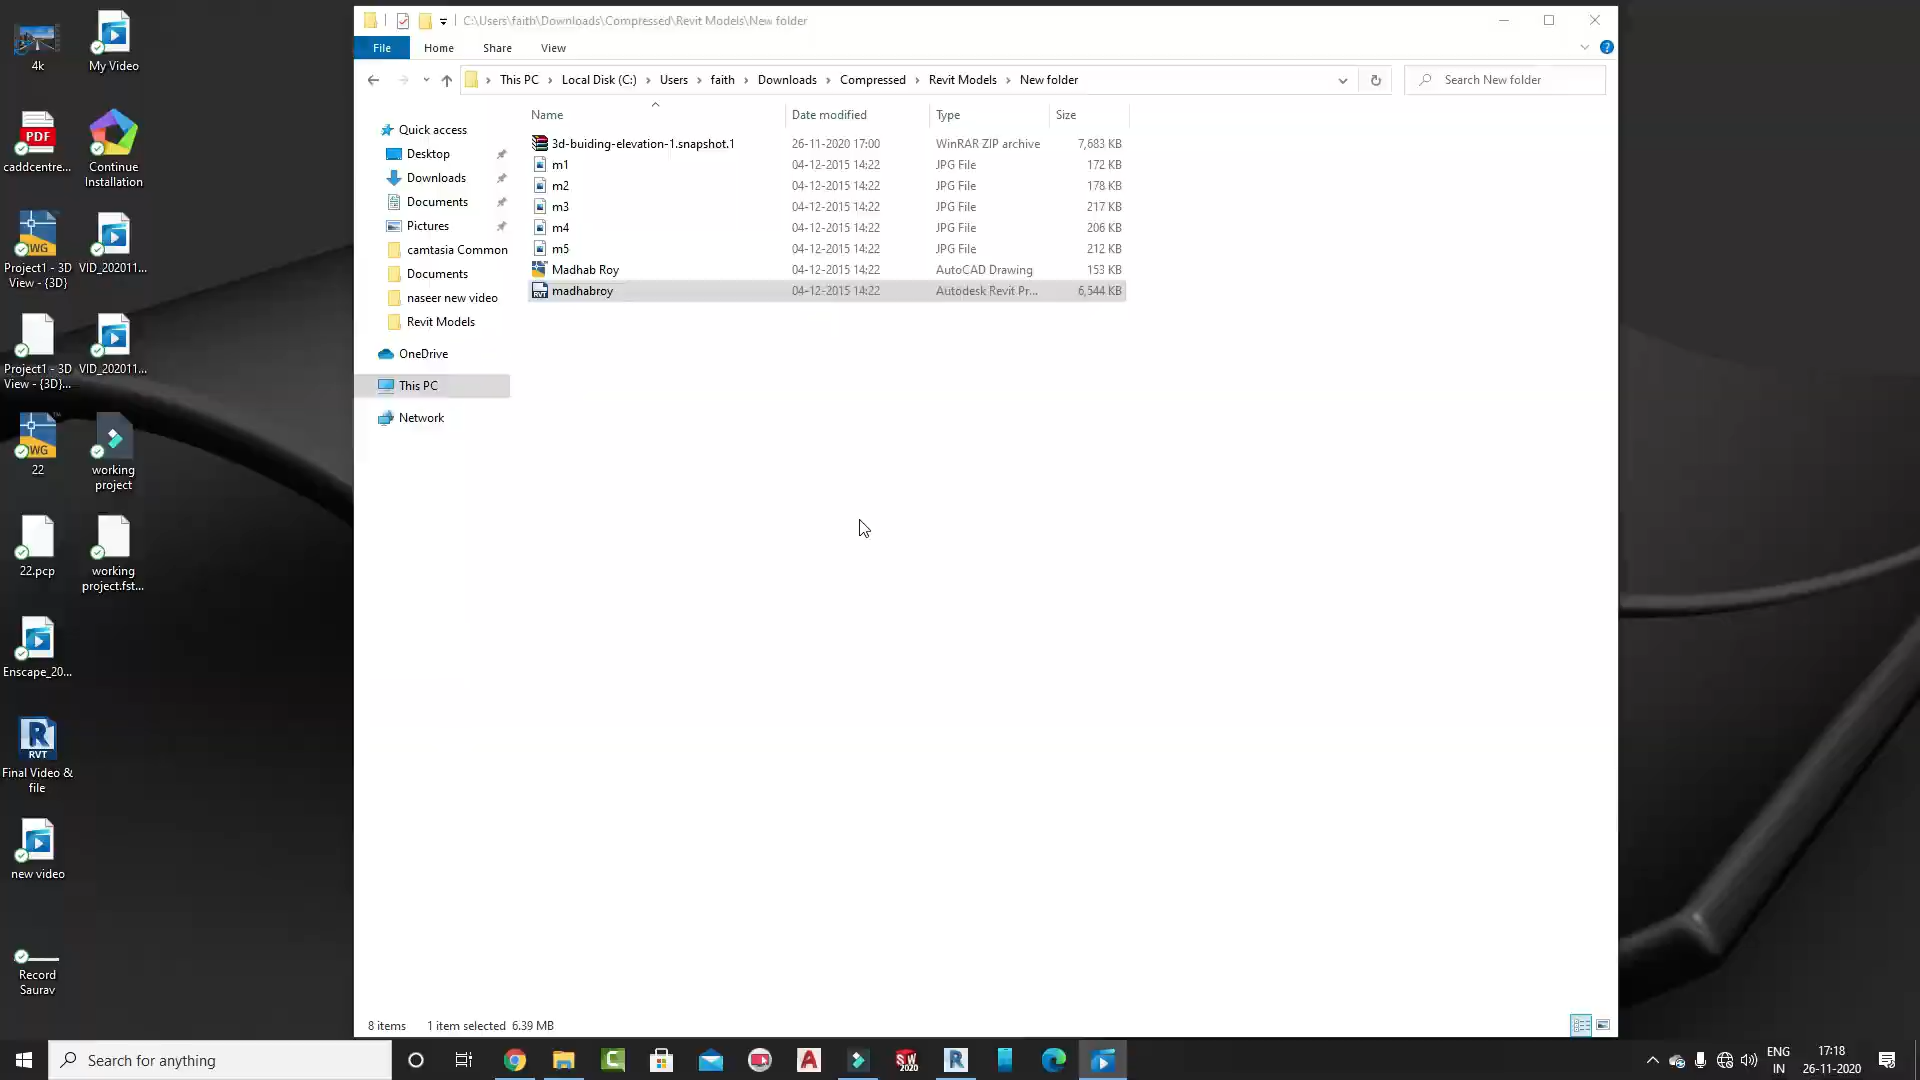 4k
My Video
PDF
caddcentre...
Continue
Installation
Project1 - 3D
View - {3D}
VID_202011...
Project1 - 3D
View - {3D}...
VID_202011...
22
working
project
22.pcp
working
project.fst...
Enscape_20...
R
RVT
Final Video &
file
new video
Record
Saurav
C:\Users\faith\Downloads\Compressed\Revit Models\New folder
File
Home
Share
View
This PC
Local Disk (C:)
Users
faith
Downloads
Compressed
Revit Models
New folder
Search New folder
Name
Date modified
Type
Size
Quick access
Desktop
Downloads
Documents
Pictures
camtasia Common
Documents
naseer new video
Revit Models
OneDrive
This PC
Network
3d-buiding-elevation-1.snapshot.1 26-11-2020 17:00 WinRAR ZIP archive 7,683 KB
m1 04-12-2015 14:22 JPG File 172 KB
m2 04-12-2015 14:22 JPG File 178 KB
m3 04-12-2015 14:22 JPG File 217 KB
m4 04-12-2015 14:22 JPG File 206 KB
m5 04-12-2015 14:22 JPG File 212 KB
Madhab Roy 04-12-2015 14:22 AutoCAD Drawing 153 KB
madhabroy 04-12-2015 14:22 Autodesk Revit Pr... 6,544 KB
8 items 1 item selected 6.39 MB
Search for anything
ENG
IN
17:18
26-11-2020